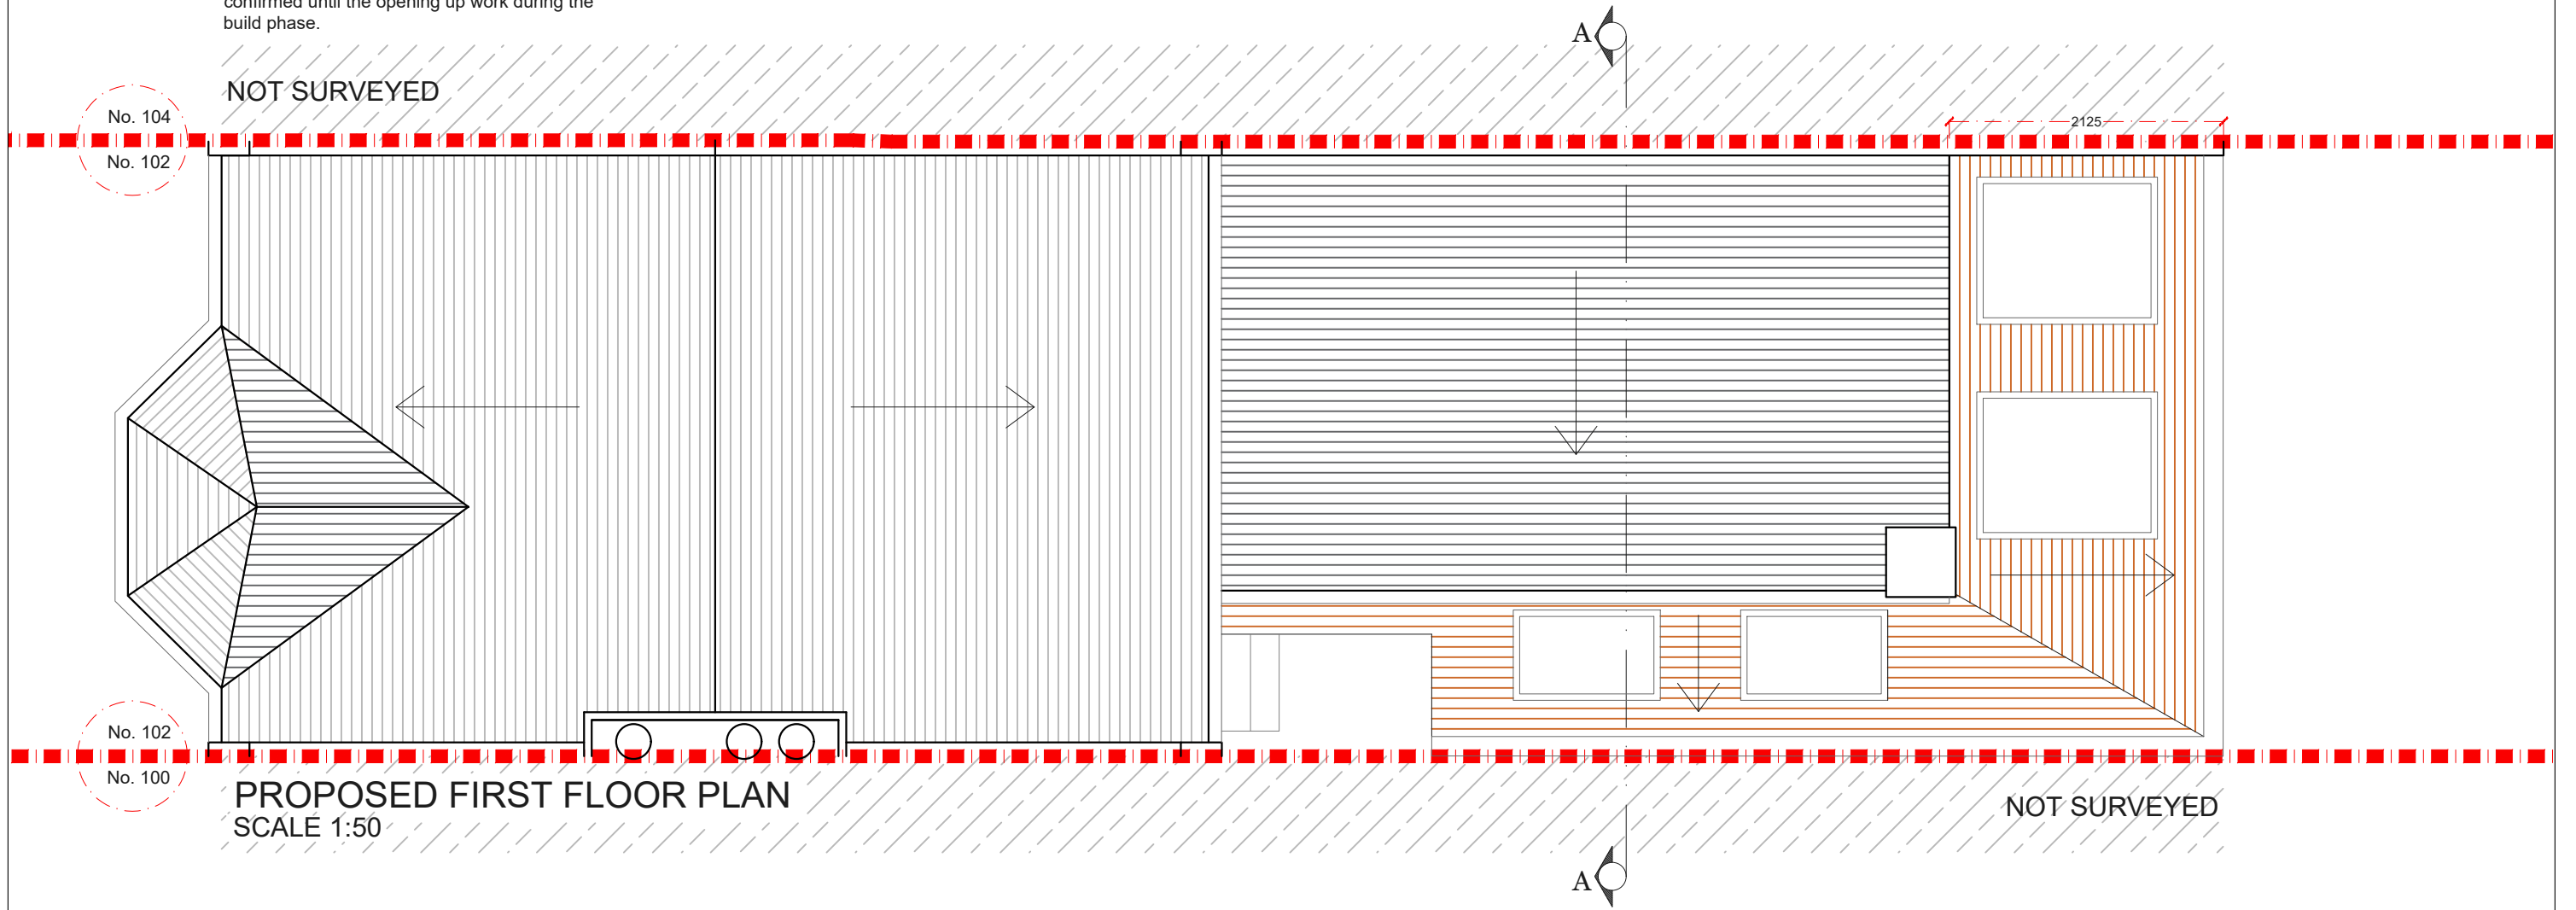 confirmed until the opening up work during the
build phase.
A
NOT SURVEYED
No. 104
2125
No. 102
No. 102
No. 100
PROPOSED FIRST FLOOR PLAN
NOT SURVEYED
SCALE 1:50
A